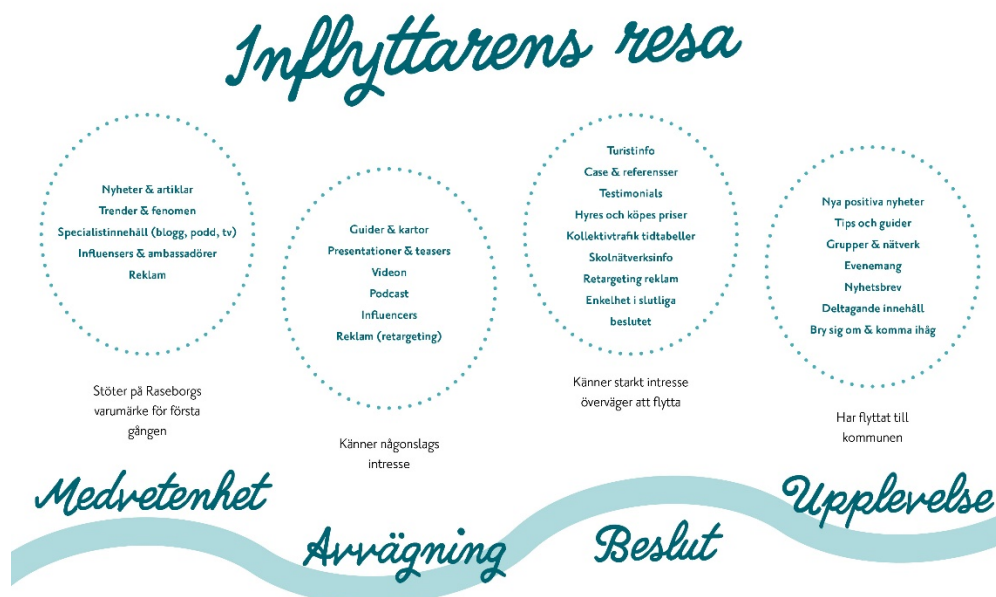 Inflyttarens resa
Nyheter & artiklar
Trender & fenomen
Specialistinnehåll (blogg, podd, tv)
Influensers & ambassadörer
Reklam
Stöter på Raseborgs
varumärke för första
gången
Medvetenhet
Guider & kartor
Presentationer & teasers
Videon
Podcast
Influencers
Reklam (retargeting)
Känner någonslags
intresse
Avvägning
Turistinfo
Case & referensser
Testimonials
Hyres och köpes priser
Kollektivtrafik tidtabeller
Skolnätverksinfo
Retargeting reklam
Enkelhet i slutliga
beslutet
Känner starkt intresse
överväger att flytta
Beslut
Nya positiva nyheter
Tips och guider
Grupper & nätverk
Evenemang
Nyhetsbrev
Deltagande innehåll
Bry sig om & komma ihåg
Har flyttat till
kommunen
Upplevelse